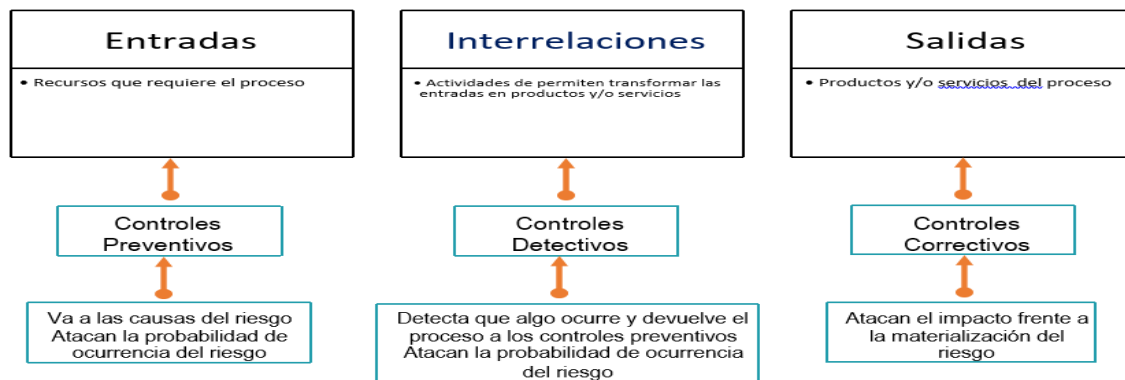 Entradas
• Recursos que requiere el proceso
Interrelaciones
• Actividades de permiten transformar las
entradas en productos y/o servicios
Salidas
• Productos y/o servicios del proceso
Controles
Preventivos
Controles
Detectivos
Controles
Correctivos
Va a las causas del riesgo
Atacan la probabilidad de
ocurrencia del riesgo
Detecta que algo ocurre y devuelve el
proceso a los controles preventivos
Atacan la probabilidad de ocurrencia
del riesgo
Atacan el impacto frente a
la materialización del
riesgo